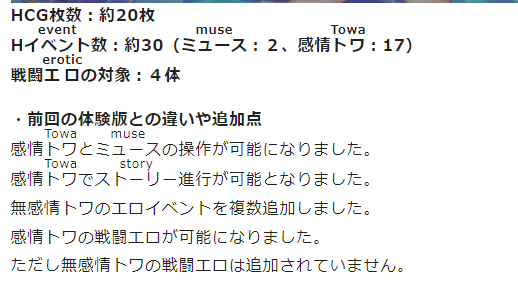 HCG枚数：約20枚
event muse Towa
Hイベント数：約30（ミュース：２、感情トワ：17）
erotic
戦闘エロの対象：４体
・前回の体験版との違いや追加点
Towa muse
感情トワとミュースの操作が可能になりました。
Towa story
感情トワでストーリー進行が可能となりました。
無感情トワのエロイベントを複数追加しました。
感情トワの戦闘エロが可能になりました。
ただし無感情トワの戦闘エロは追加されていません。